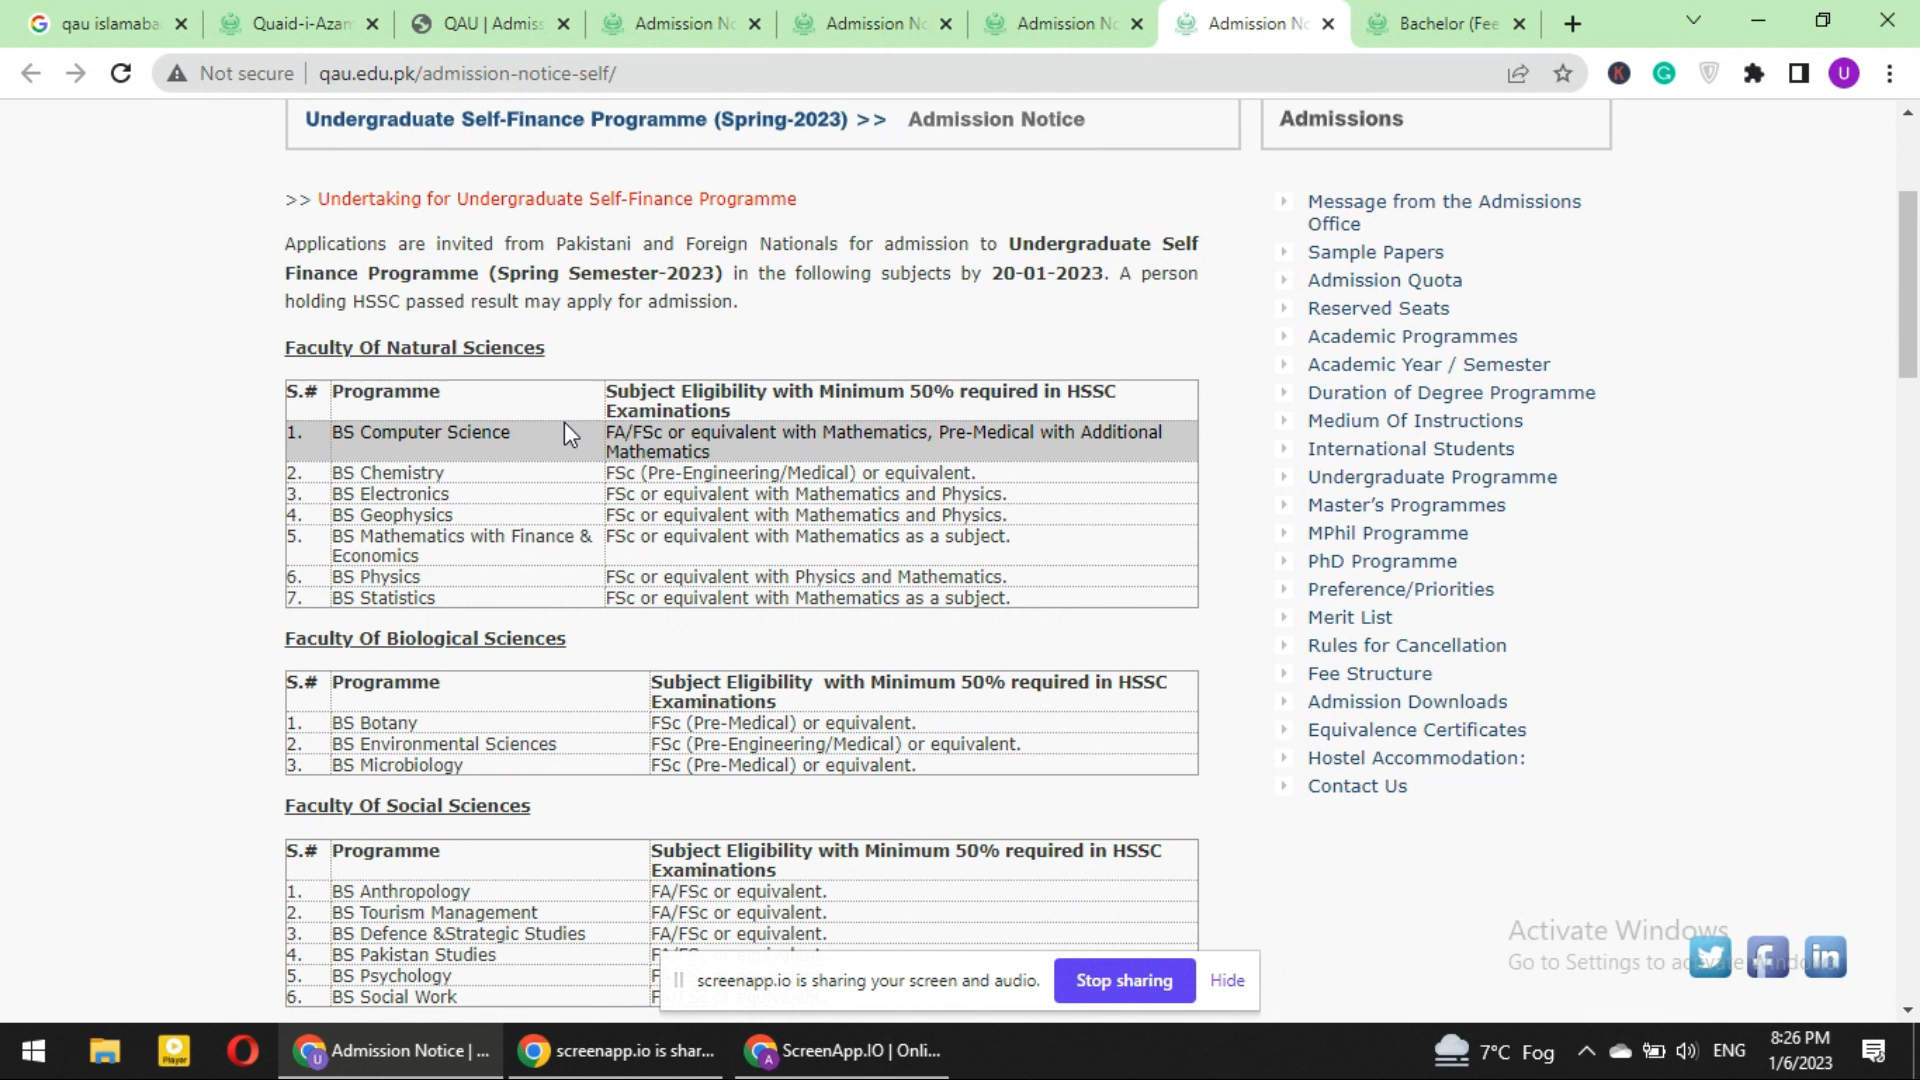 qau islamaba
Quaid-i-Azam
QAU | Admiss
Admission No
Admission No
Admission No
Admission No
Bachelor (Fee
Not secure
qau.edu.pk/admission-notice-self/
U
Undergraduate Self-Finance Programme (Spring-2023) >> Admission Notice
>> Undertaking for Undergraduate Self-Finance Programme
Applications are invited from Pakistani and Foreign Nationals for admission to Undergraduate Self
Finance Programme (Spring Semester-2023) in the following subjects by 20-01-2023. A person
holding HSSC passed result may apply for admission.
Faculty Of Natural Sciences
S.# Programme Subject Eligibility with Minimum 50% required in HSSC
Examinations
1. BS Computer Science FA/FSc or equivalent with Mathematics, Pre-Medical with Additional
Mathematics
2. BS Chemistry FSc (Pre-Engineering/Medical) or equivalent.
3. BS Electronics FSc or equivalent with Mathematics and Physics.
4. BS Geophysics FSc or equivalent with Mathematics and Physics.
5. BS Mathematics with Finance & FSc or equivalent with Mathematics as a subject.
Economics
6. BS Physics FSc or equivalent with Physics and Mathematics.
7. BS Statistics FSc or equivalent with Mathematics as a subject.
Faculty Of Biological Sciences
S.# Programme Subject Eligibility with Minimum 50% required in HSSC
Examinations
1. BS Botany FSc (Pre-Medical) or equivalent.
2. BS Environmental Sciences FSc (Pre-Engineering/Medical) or equivalent.
3. BS Microbiology FSc (Pre-Medical) or equivalent.
Faculty Of Social Sciences
S.# Programme Subject Eligibility with Minimum 50% required in HSSC
Examinations
1. BS Anthropology FA/FSc or equivalent.
2. BS Tourism Management FA/FSc or equivalent.
3. BS Defence &Strategic Studies FA/FSc or equivalent.
4. BS Pakistan Studies
5. BS Psychology
6. BS Social Work
Admissions
Message from the Admissions
Office
Sample Papers
Admission Quota
Reserved Seats
Academic Programmes
Academic Year / Semester
Duration of Degree Programme
Medium Of Instructions
International Students
Undergraduate Programme
Master's Programmes
MPhil Programme
PhD Programme
Preference/Priorities
Merit List
Rules for Cancellation
Fee Structure
Admission Downloads
Equivalence Certificates
Hostel Accommodation:
Contact Us
Activate Windows
Go to Settings to activate Windows.
screenapp.io is sharing your screen and audio.
Stop sharing
Hide
Admission Notice | ...
screenapp.io is shar...
ScreenApp.IO | Onli...
7°C Fog
ENG
8:26 PM
1/6/2023